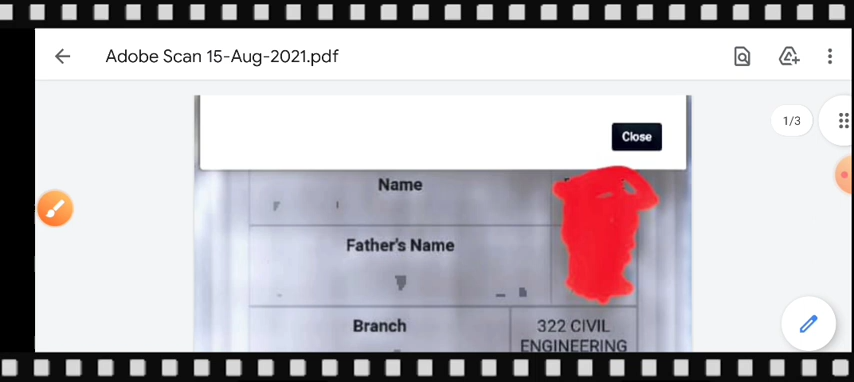 Adobe Scan 15-Aug-2021.pdf
1/3
Close
Name
Father's Name
Branch
322 CIVIL
ENGINEERING